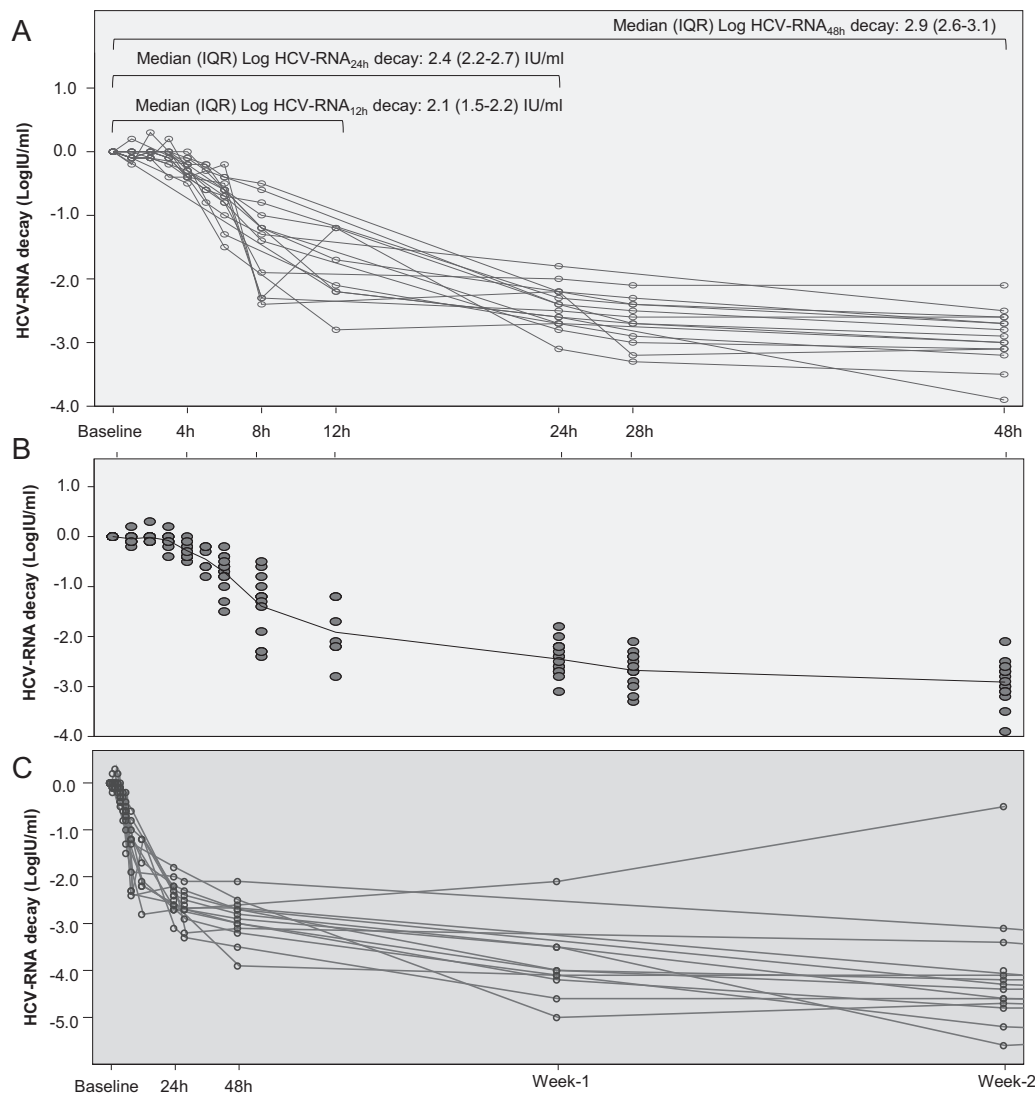 A
Median (IQR) Log HCV-RNA48h decay: 2.9 (2.6-3.1)
Median (IQR) Log HCV-RNA24h decay: 2.4 (2.2-2.7) IU/ml
Median (IQR) Log HCV-RNA12h decay: 2.1 (1.5-2.2) IU/ml
HCV-RNA decay (LogIU/ml)
1.0
0.0
-1.0
-2.0
-3.0
-4.0
Baseline 4h 8h 12h 24h 28h 48h
B
HCV-RNA decay (LogIU/ml)
1.0
0.0
-1.0
-2.0
-3.0
-4.0
C
HCV-RNA decay (LogIU/ml)
0.0
-1.0
-2.0
-3.0
-4.0
-5.0
Baseline 24h 48h Week-1 Week-2